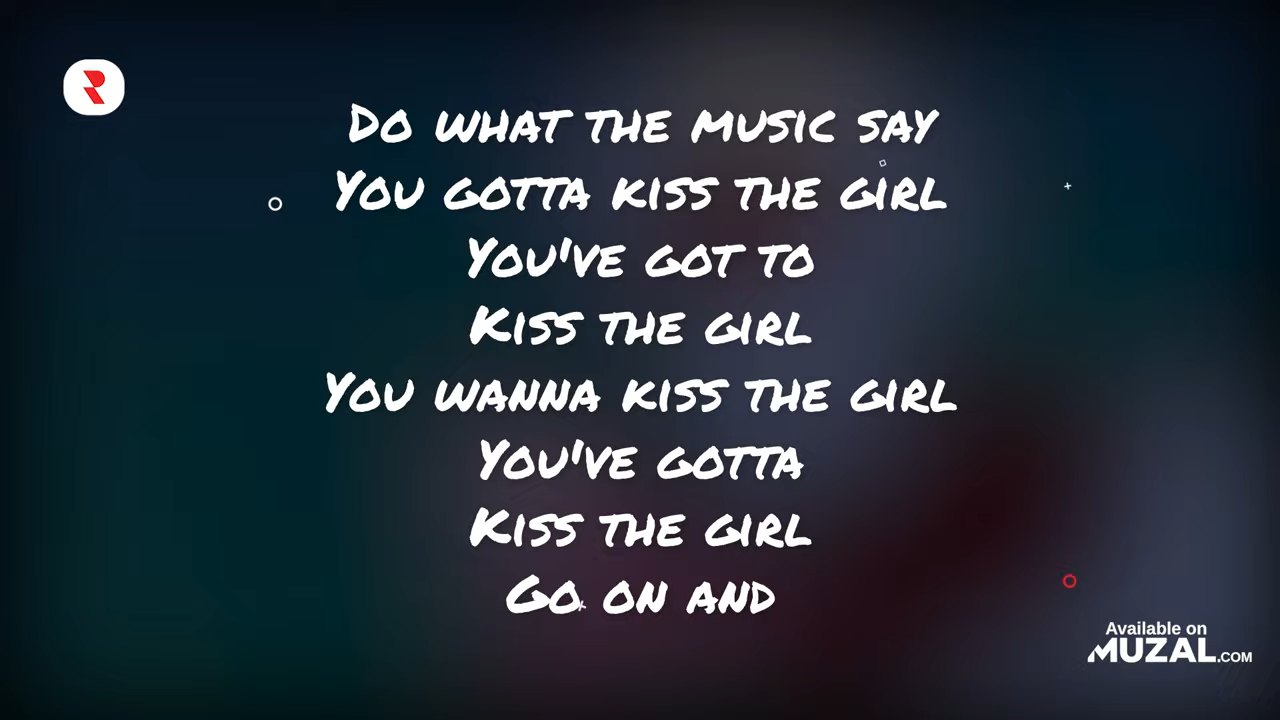 Do what the music say
You gotta kiss the girl
You've got to
Kiss the girl
You wanna kiss the girl
You've gotta
Kiss the girl
Go on and
Available on
MUZAL.COM